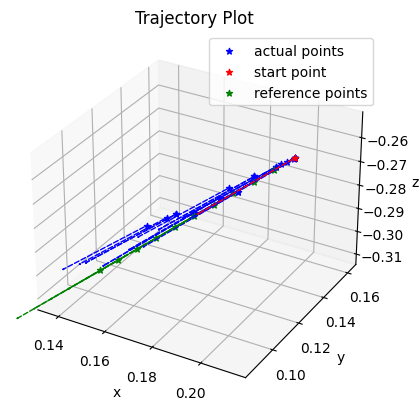 Trajectory Plot
actual points
start point
reference points
−0.26
−0.27
z
−0.28
−0.29
−0.30
−0.31
0.16
0.14
y
0.12
0.10
0.14
0.16
x
0.18
0.20